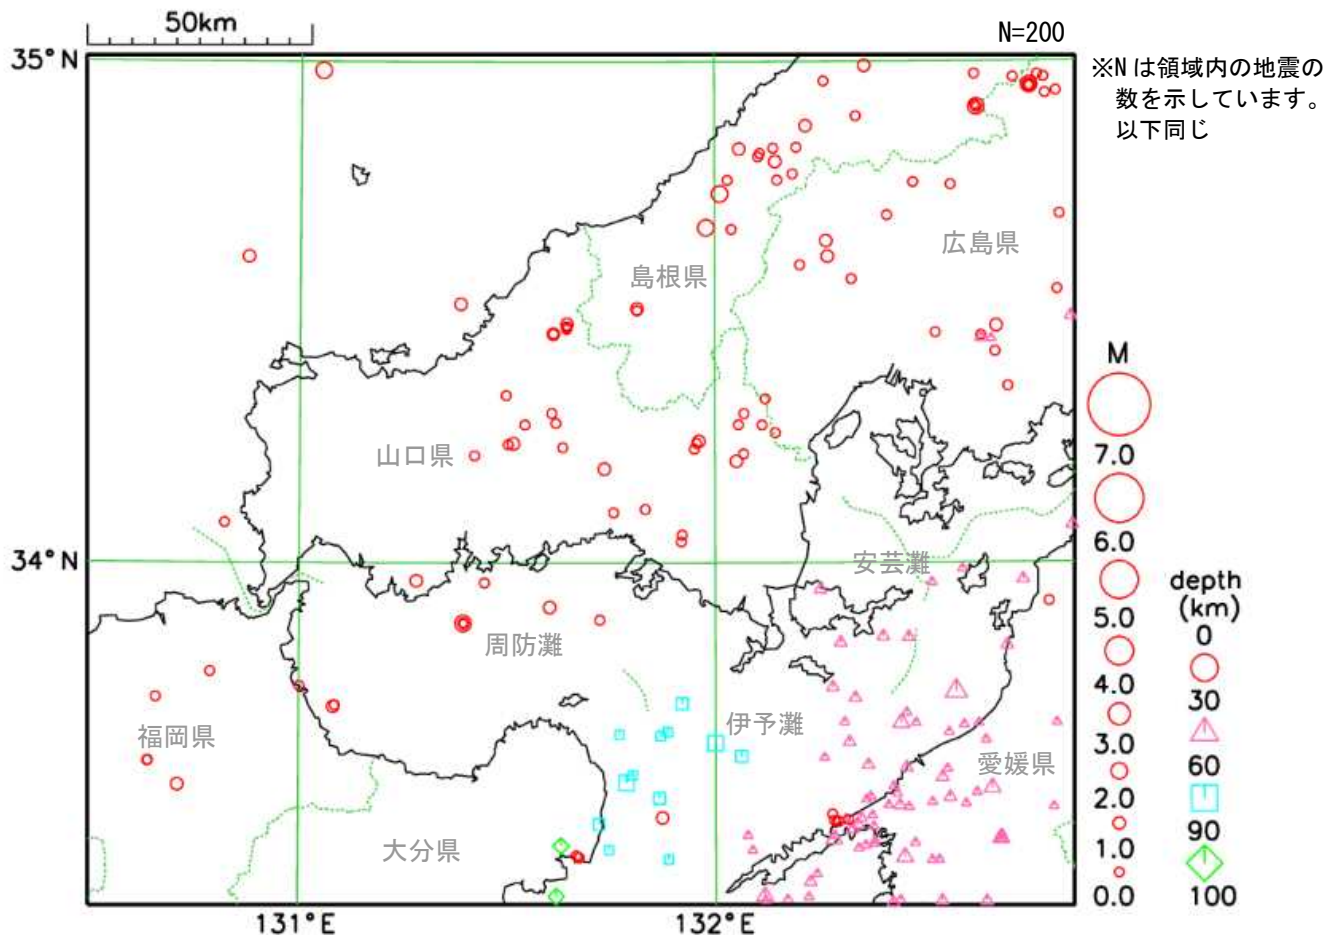 50km
N=200
35°N
※Nは領域内の地震の
数を示しています。
以下同じ
広島県
島根県
M
7.0
山口県
6.0
34°N
安芸灘
depth
(km)
5.0
0
周防灘
4.0
30
福岡県
伊予灘
3.0
愛媛県
60
2.0
90
大分県
1.0
0.0
100
131°E
132°E